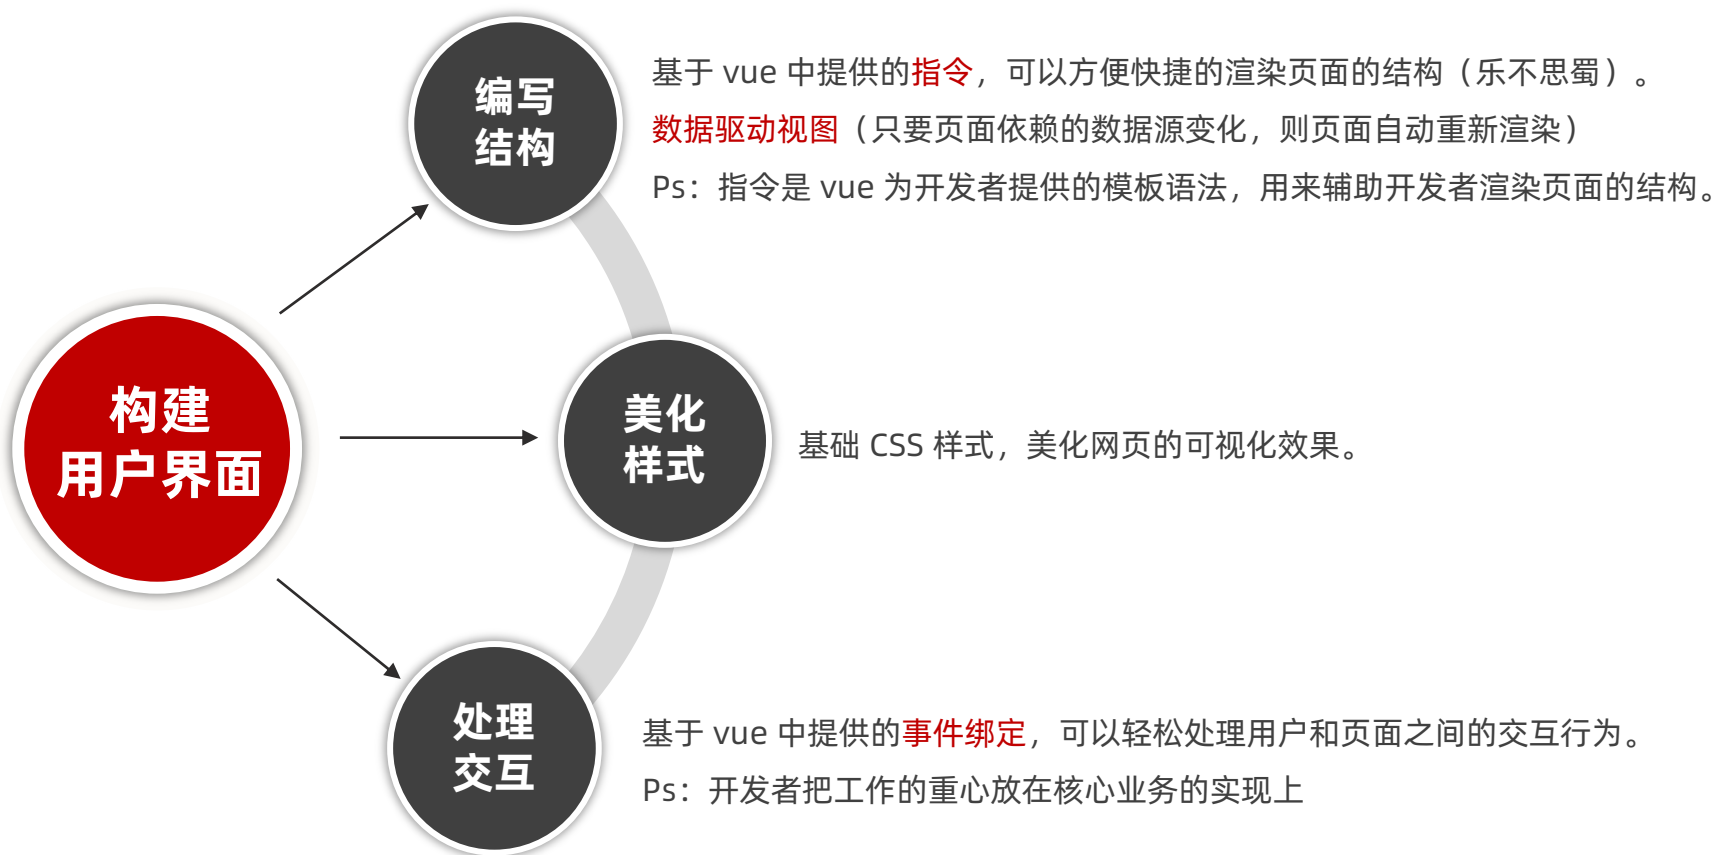 编写
结构
基于 vue 中提供的指令，可以方便快捷的渲染页面的结构（乐不思蜀）。
数据驱动视图（只要页面依赖的数据源变化，则页面自动重新渲染）
Ps：指令是 vue 为开发者提供的模板语法，用来辅助开发者渲染页面的结构。
构建
用户界面
美化
样式
基础 CSS 样式，美化网页的可视化效果。
处理
交互
基于 vue 中提供的事件绑定，可以轻松处理用户和页面之间的交互行为。
Ps：开发者把工作的重心放在核心业务的实现上